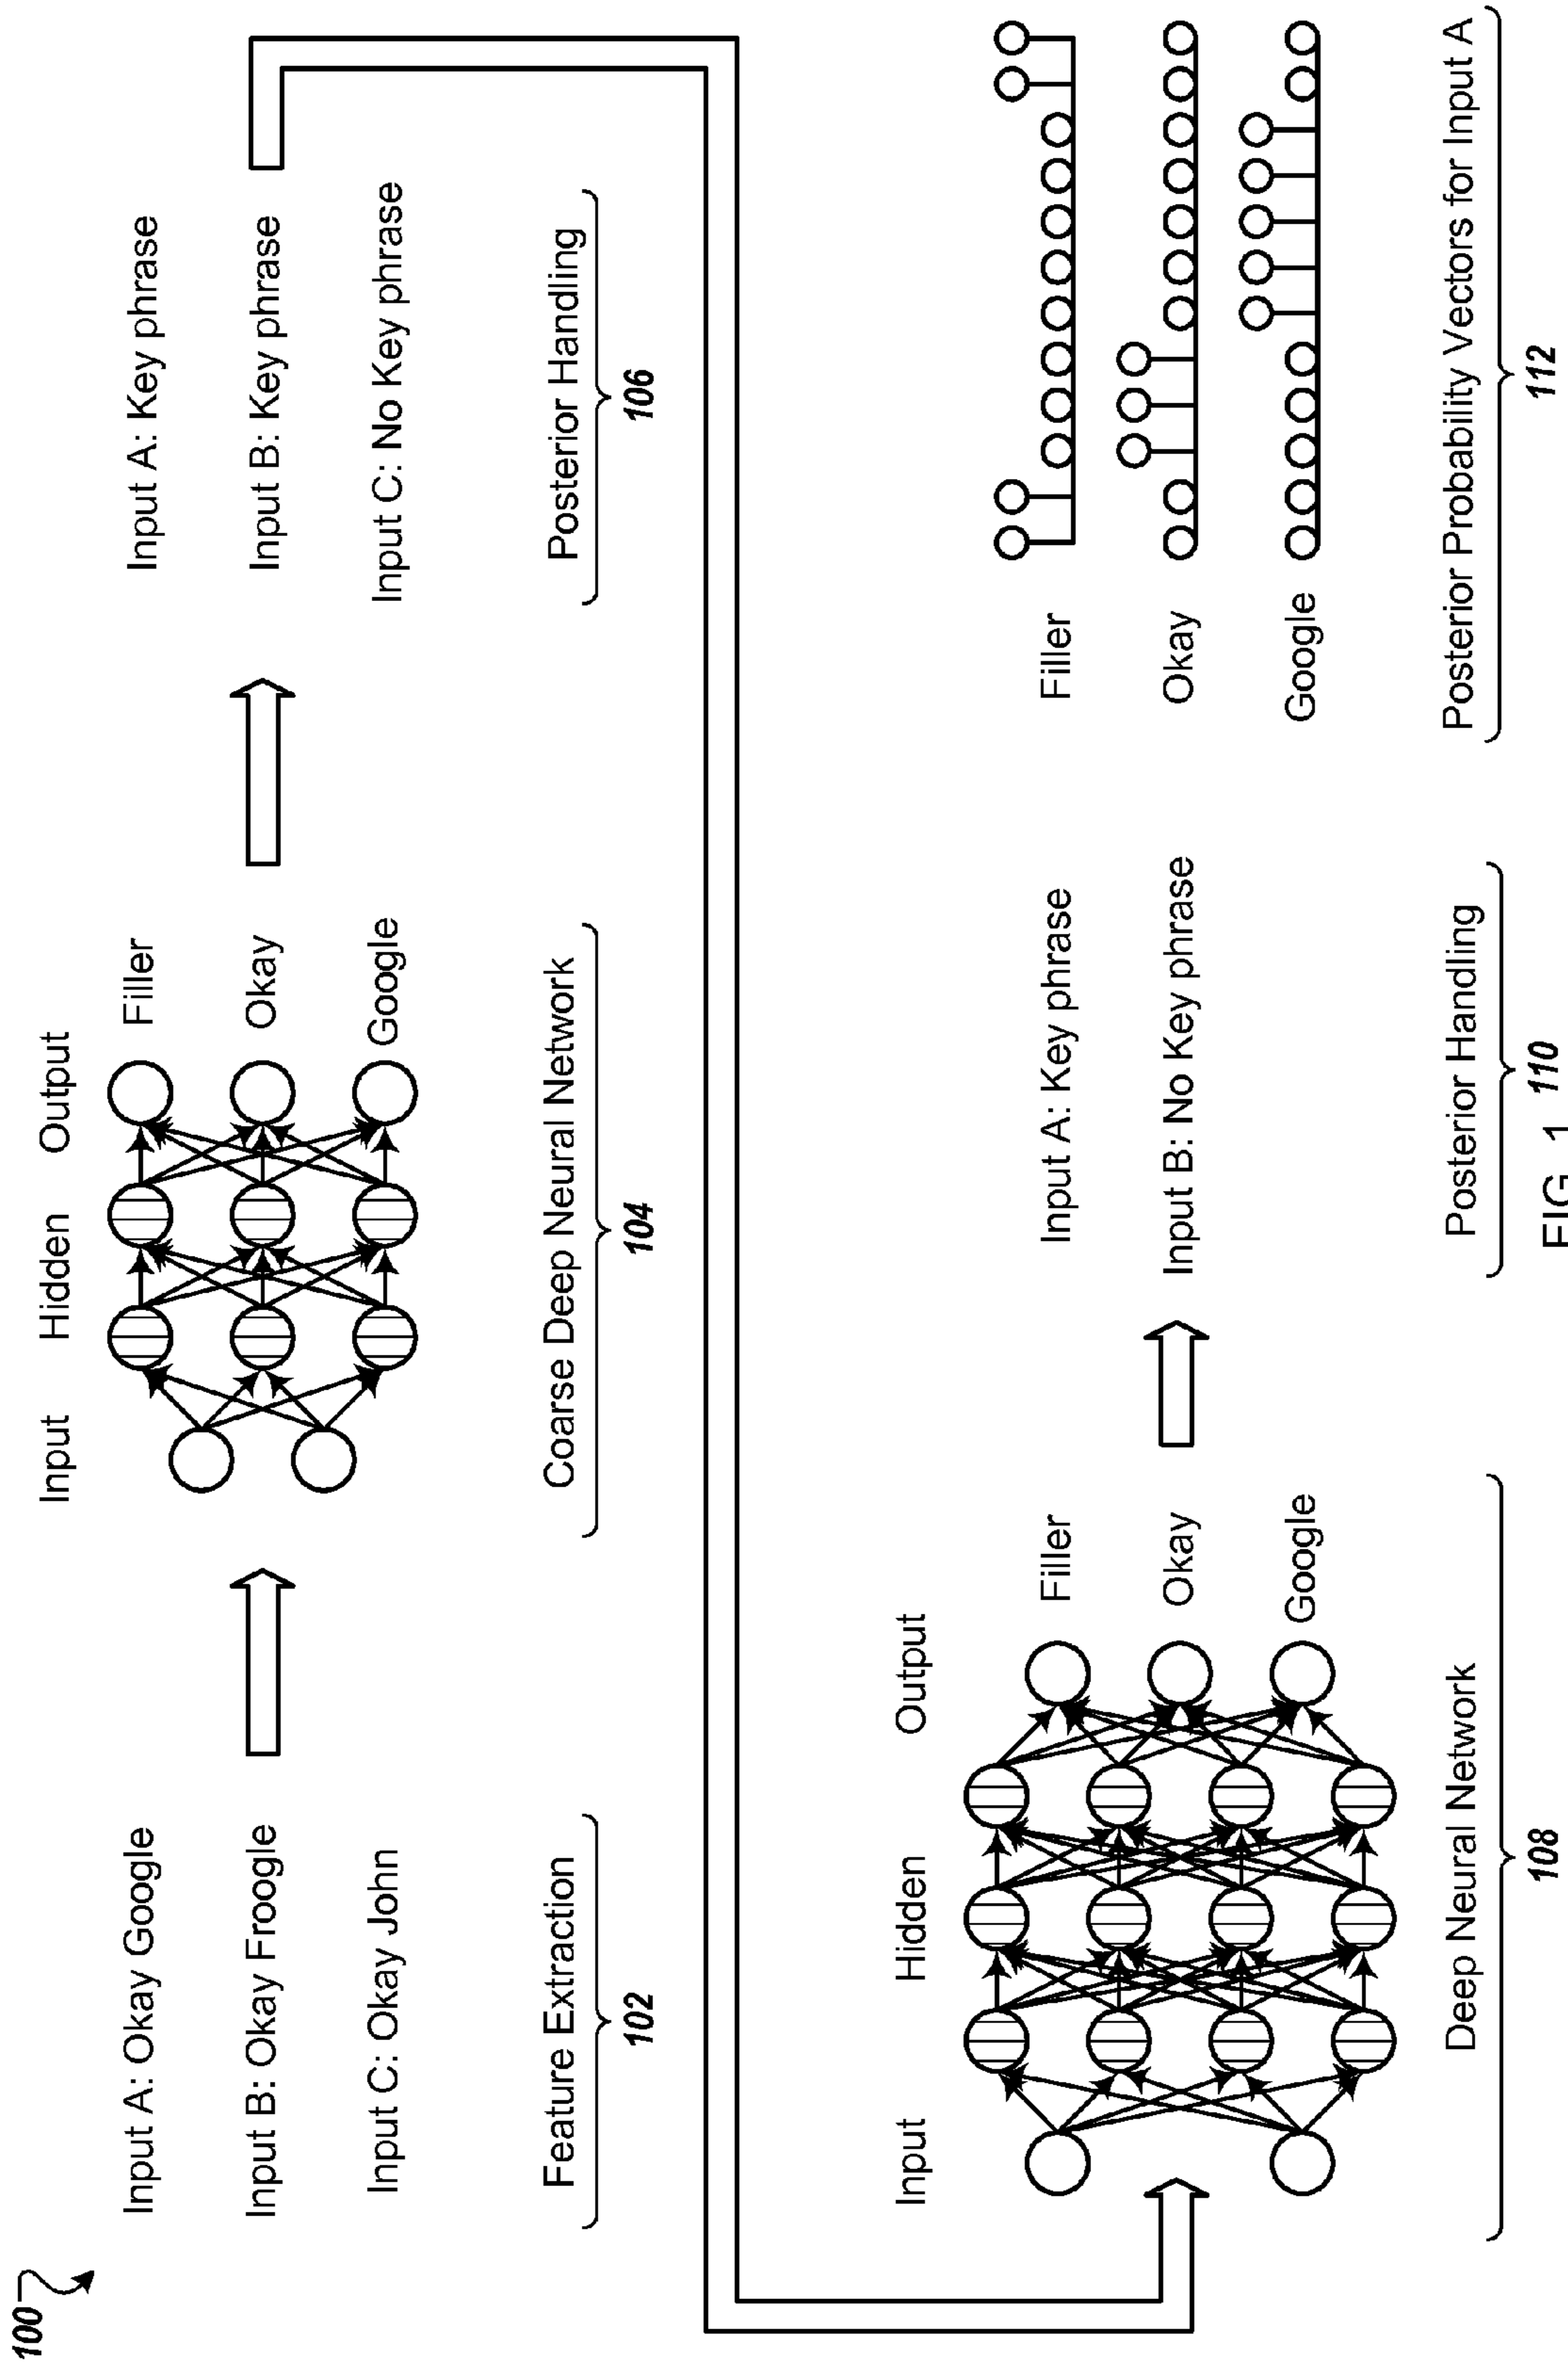 100
Input A: Okay Google
Input B: Okay Froogle
Input C: Okay John
Feature Extraction
102
Input Hidden Output
Filler
Okay
Google
Coarse Deep Neural Network
104
Input A: Key phrase
Input B: Key phrase
Input C: No Key phrase
Posterior Handling
106
Input Hidden Output
Filler
Okay
Google
Deep Neural Network
108
Input A: Key phrase
Input B: No Key phrase
Posterior Handling
110
Filler
Okay
Google
Posterior Probability Vectors for Input A
112
FIG. 1